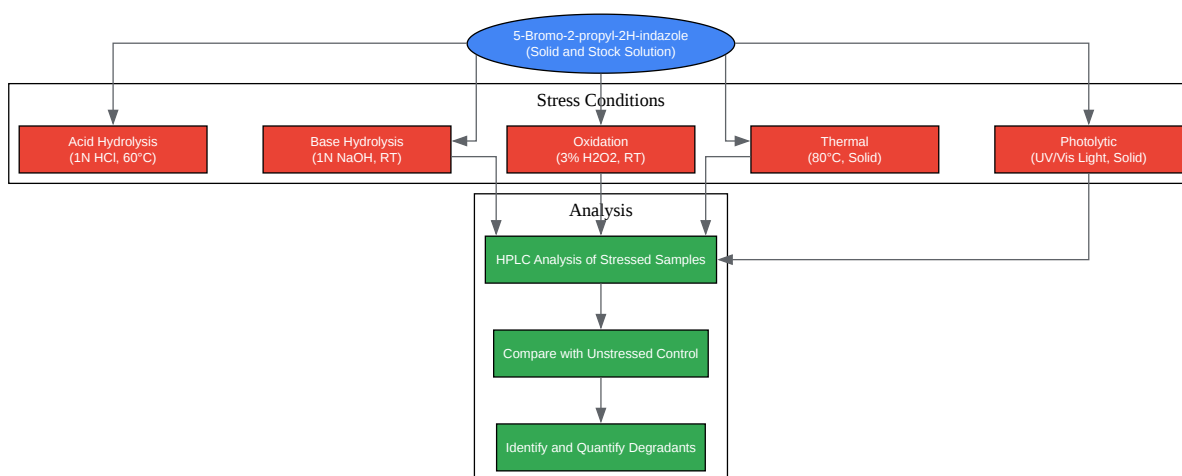 5-Bromo-2-propyl-2H-indazole
(Solid and Stock Solution)
Stress Conditions
Acid Hydrolysis
(1N HCl, 60°C)
Base Hydrolysis
(1N NaOH, RT)
Oxidation
(3% H2O2, RT)
Thermal
(80°C, Solid)
Photolytic
(UV/Vis Light, Solid)
Analysis
HPLC Analysis of Stressed Samples
Compare with Unstressed Control
Identify and Quantify Degradants